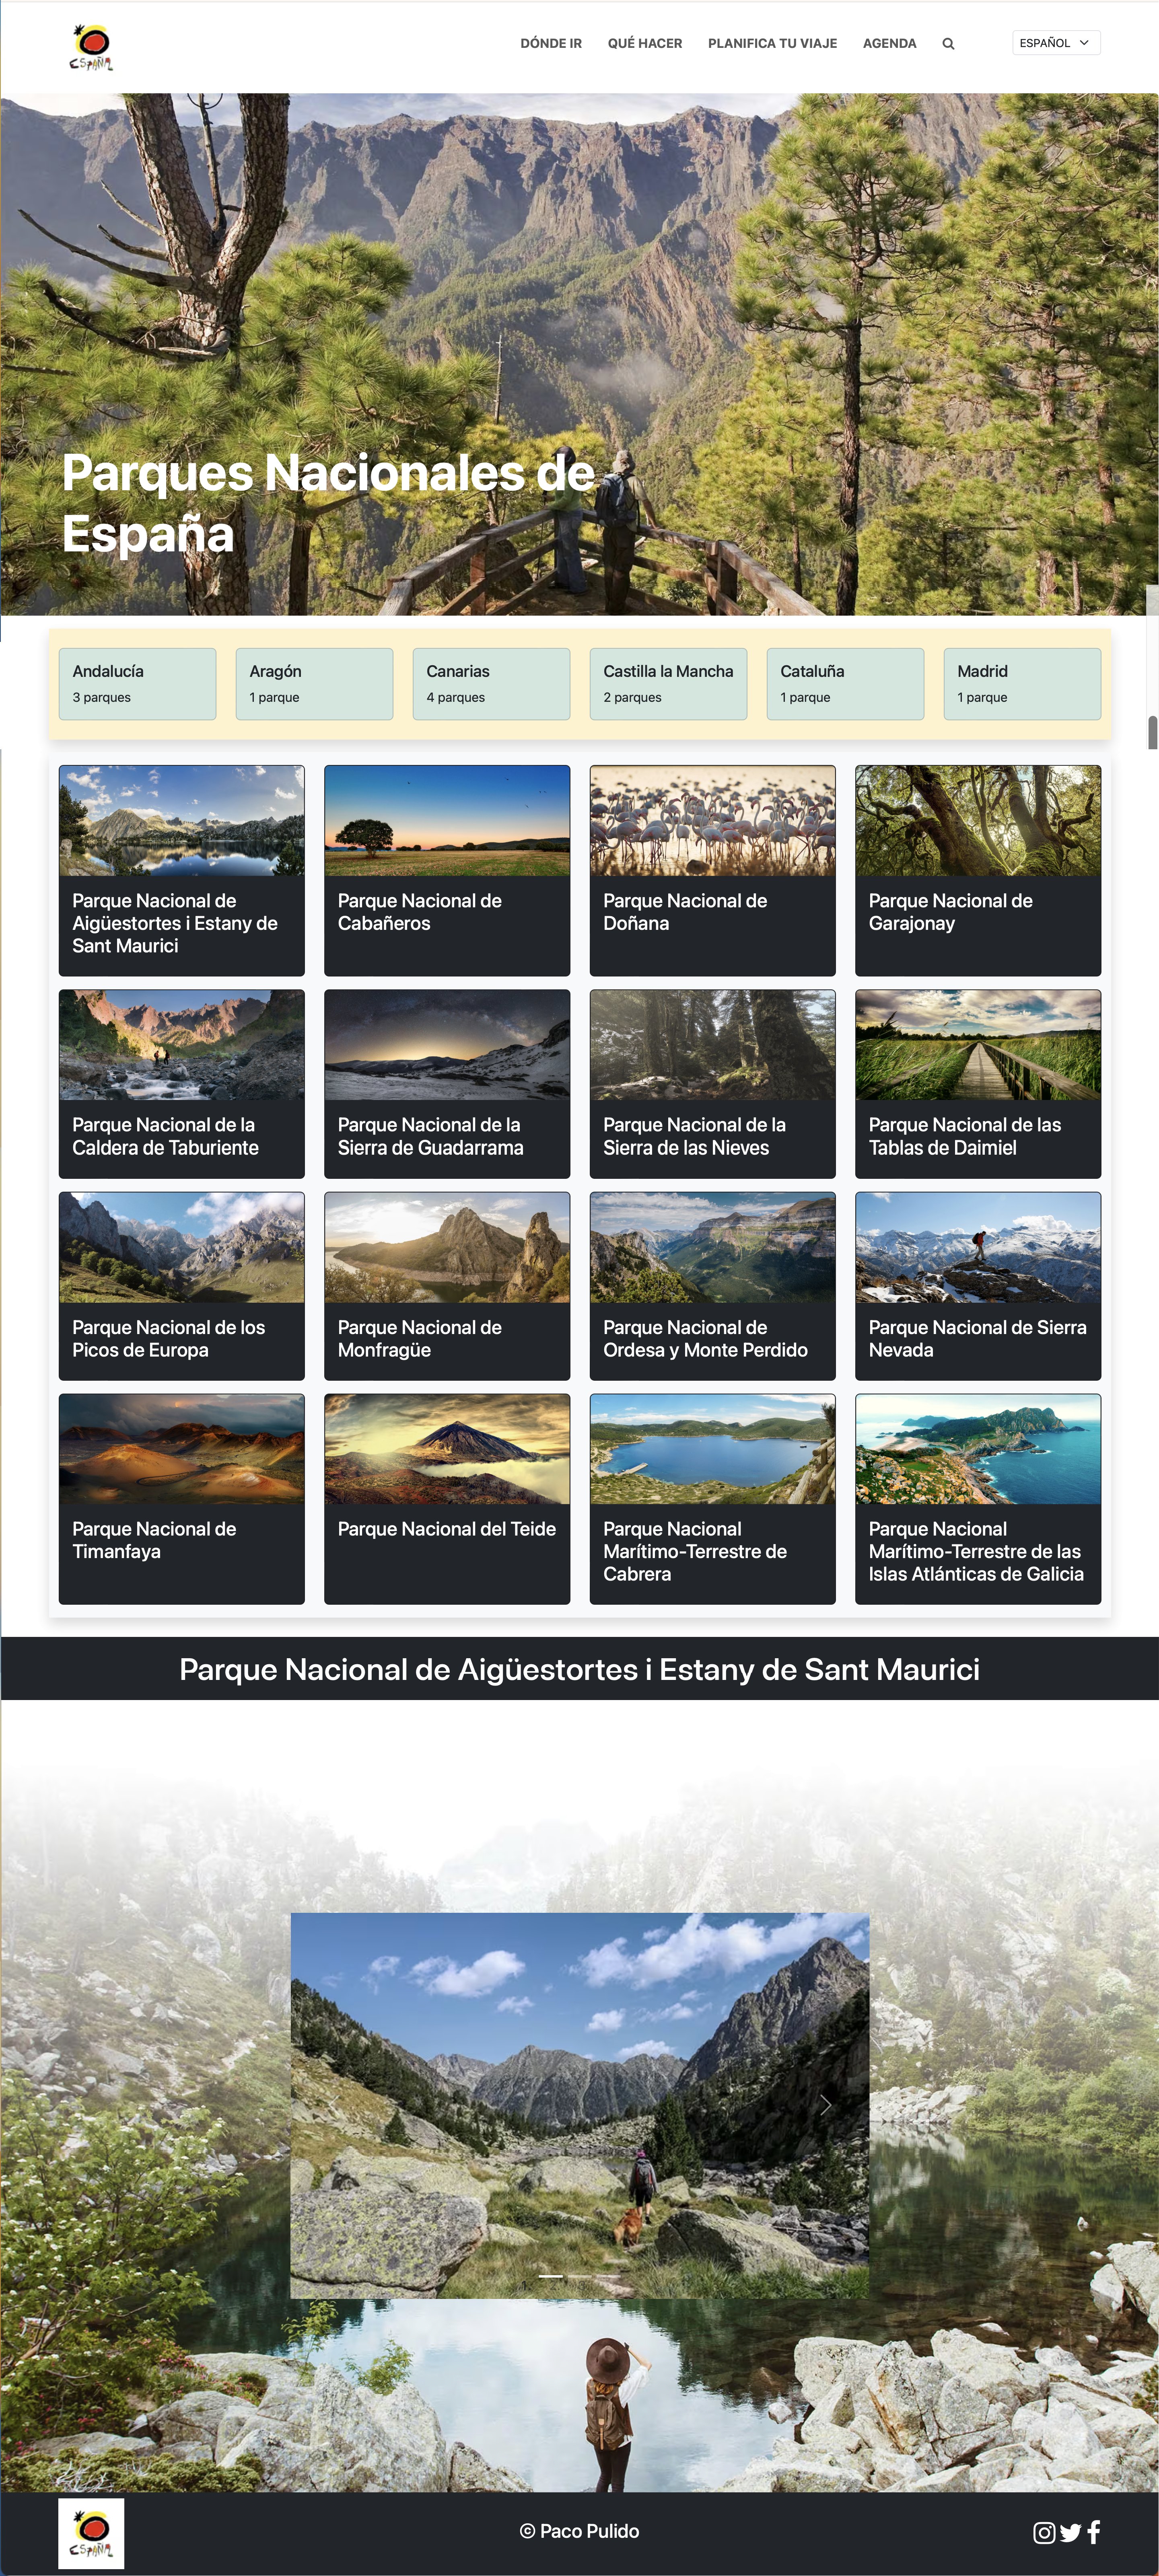 ESPAÑA
DÓNDE IR
QUÉ HACER
PLANIFICA TU VIAJE
AGENDA
ESPAÑOL
Parques Nacionales de
España
Andalucía
3 parques
Aragón
1 parque
Canarias
4 parques
Castilla la Mancha
2 parques
Cataluña
1 parque
Madrid
1 parque
Parque Nacional de
Aigüestortes i Estany de
Sant Maurici
Parque Nacional de
Cabañeros
Parque Nacional de
Doñana
Parque Nacional de
Garajonay
Parque Nacional de la
Caldera de Taburiente
Parque Nacional de la
Sierra de Guadarrama
Parque Nacional de la
Sierra de las Nieves
Parque Nacional de las
Tablas de Daimiel
Parque Nacional de los
Picos de Europa
Parque Nacional de
Monfragüe
Parque Nacional de
Ordesa y Monte Perdido
Parque Nacional de Sierra
Nevada
Parque Nacional de
Timanfaya
Parque Nacional del Teide
Parque Nacional
Marítimo-Terrestre de
Cabrera
Parque Nacional
Marítimo-Terrestre de las
Islas Atlánticas de Galicia
Parque Nacional de Aigüestortes i Estany de Sant Maurici
ESPAÑA
© Paco Pulido